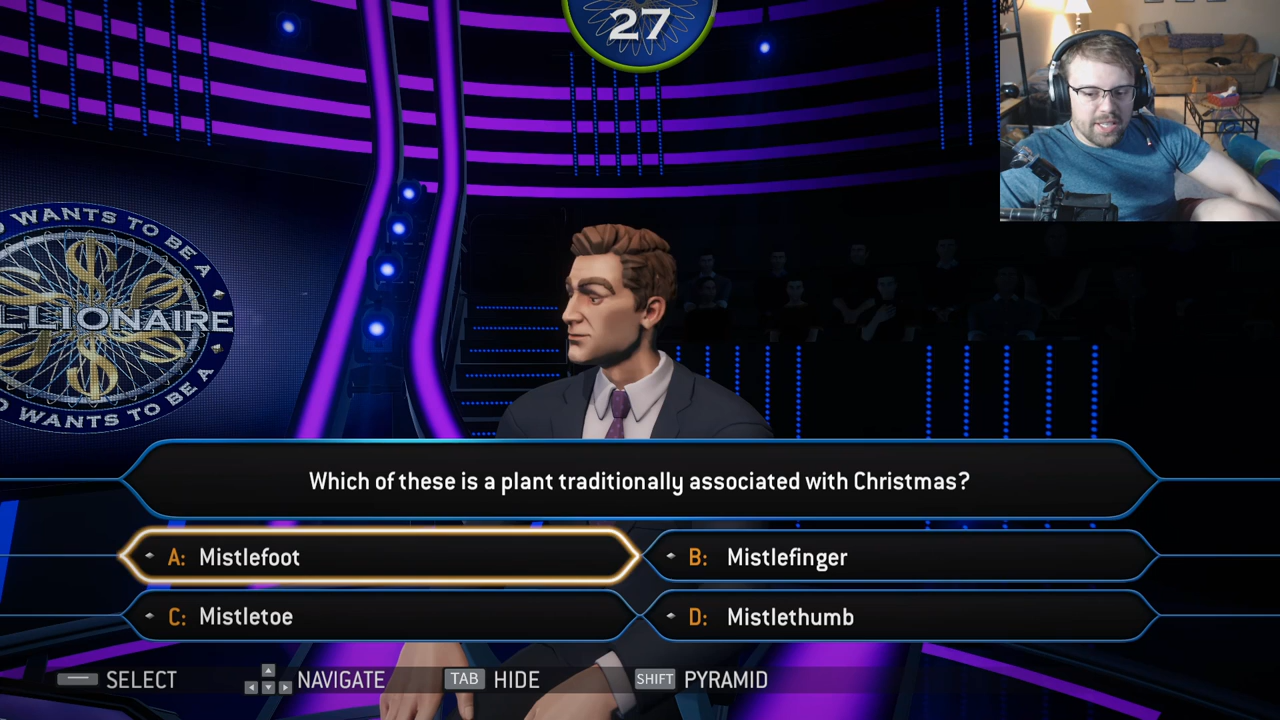 27
WANTS TO BE A
LLIONAIRE
O WANTS TO BE A
Which of these is a plant traditionally associated with Christmas?
A: Mistlefoot
B: Mistlefinger
C: Mistletoe
D: Mistlethumb
SELECT
NAVIGATE
TAB HIDE
SHIFT PYRAMID